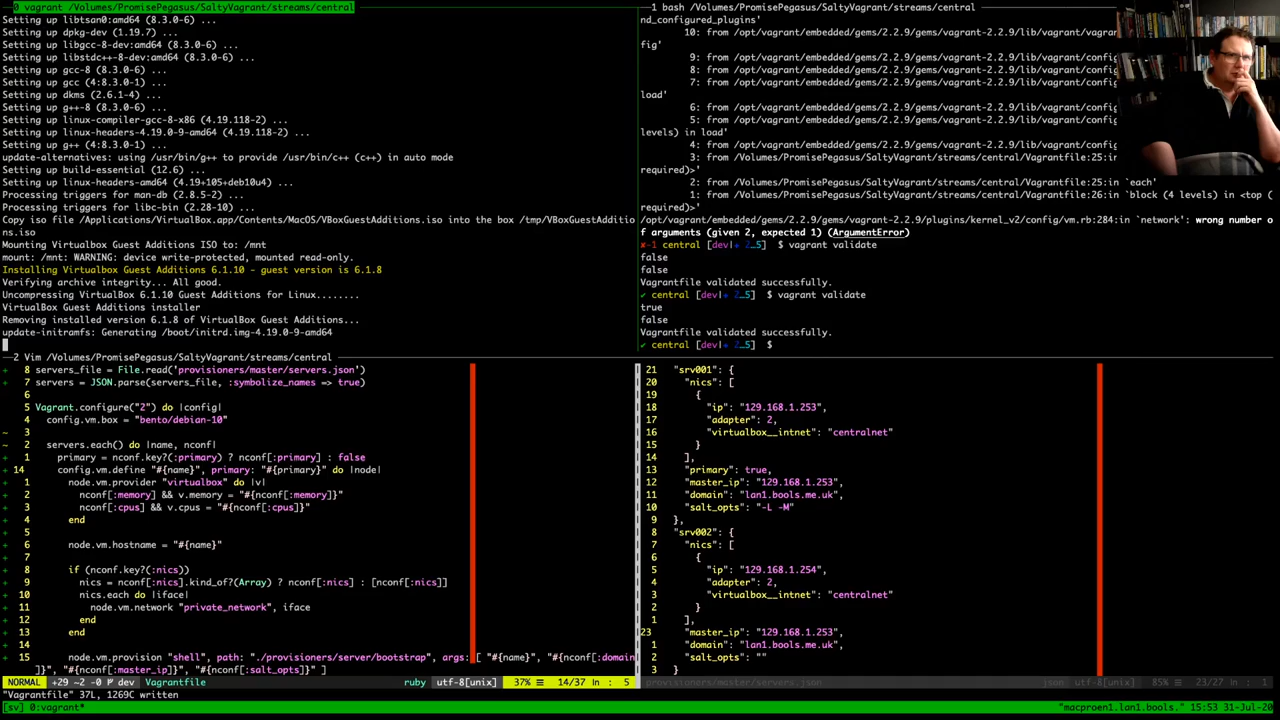 0 vagrant /Volumes/PromisePegasus/SaltyVagrant/streams/central
Setting up libtsan0:amd64 (8.3.0-6) ...
Setting up dpkg-dev (1.19.7) ...
Setting up libgcc-8-dev:amd64 (8.3.0-6) ...
Setting up libstdc++-8-dev:amd64 (8.3.0-6) ...
Setting up gcc-8 (8.3.0-6) ...
Setting up gcc (4:8.3.0-1) ...
Setting up dkms (2.6.1-4) ...
Setting up g++-8 (8.3.0-6) ...
Setting up linux-compiler-gcc-8-x86 (4.19.118-2) ...
Setting up linux-headers-4.19.0-9-amd64 (4.19.118-2) ...
Setting up g++ (4:8.3.0-1) ...
update-alternatives: using /usr/bin/g++ to provide /usr/bin/c++ (c++) in auto mode
Setting up build-essential (12.6) ...
Setting up linux-headers-amd64 (4.19+105+deb10u4) ...
Processing triggers for man-db (2.8.5-2) ...
Processing triggers for libc-bin (2.28-10) ...
Copy iso file /Applications/VirtualBox.app/Contents/MacOS/VBoxGuestAdditions.iso into the box /tmp/VBoxGuestAdditio
ns.iso
Mounting Virtualbox Guest Additions ISO to: /mnt
mount: /mnt: WARNING: device write-protected, mounted read-only.
Installing Virtualbox Guest Additions 6.1.10 - guest version is 6.1.8
Verifying archive integrity... All good.
Uncompressing VirtualBox 6.1.10 Guest Additions for Linux........
VirtualBox Guest Additions installer
Removing installed version 6.1.8 of VirtualBox Guest Additions...
update-initramfs: Generating /boot/initrd.img-4.19.0-9-amd64
1 bash /Volumes/PromisePegasus/SaltyVagrant/streams/central
nd_configured_plugins'
10: from /opt/vagrant/embedded/gems/2.2.9/gems/vagrant-2.2.9/lib/vagran
fig'
9: from /opt/vagrant/embedded/gems/2.2.9/gems/vagrant-2.2.9/lib/vagrant/config
8: from /opt/vagrant/embedded/gems/2.2.9/gems/vagrant-2.2.9/lib/vagrant/config
7: from /opt/vagrant/embedded/gems/2.2.9/gems/vagrant-2.2.9/lib/vagrant/config
load'
6: from /opt/vagrant/embedded/gems/2.2.9/gems/vagrant-2.2.9/lib/vagrant/config
5: from /opt/vagrant/embedded/gems/2.2.9/gems/vagrant-2.2.9/lib/vagrant/config
levels) in load'
4: from /opt/vagrant/embedded/gems/2.2.9/gems/vagrant-2.2.9/lib/vagrant/config
3: from /Volumes/PromisePegasus/SaltyVagrant/streams/central/Vagrantfile:25:in
required)>'
2: from /Volumes/PromisePegasus/SaltyVagrant/streams/central/Vagrantfile:25:in `each'
1: from /Volumes/PromisePegasus/SaltyVagrant/streams/central/Vagrantfile:26:in `block (4 levels) in <top (
required)>'
/opt/vagrant/embedded/gems/2.2.9/gems/vagrant-2.2.9/plugins/kernel_v2/config/vm.rb:284:in `network': wrong number o
f arguments (given 2, expected 1) (ArgumentError)
✘-1 central [dev|✚ 2…5] $ vagrant validate
false
false
Vagrantfile validated successfully.
✔ central [dev|✚ 2…5] $ vagrant validate
true
false
Vagrantfile validated successfully.
✔ central [dev|✚ 2…5] $
2 Vim /Volumes/PromisePegasus/SaltyVagrant/streams/central
+ 8 servers_file = File.read('provisioners/master/servers.json')
+ 7 servers = JSON.parse(servers_file, :symbolize_names => true)
6
5 Vagrant.configure("2") do |config|
4 config.vm.box = "bento/debian-10"
~ 3
~ 2 servers.each() do |name, nconf|
+ 1 primary = nconf.key?(:primary) ? nconf[:primary] : false
+ 14 config.vm.define "#{name}", primary: "#{primary}" do |node|
+ 1 node.vm.provider "virtualbox" do |v|
+ 2 nconf[:memory] && v.memory = "#{nconf[:memory]}"
+ 3 nconf[:cpus] && v.cpus = "#{nconf[:cpus]}"
+ 4 end
+ 5
+ 6 node.vm.hostname = "#{name}"
+ 7
+ 8 if (nconf.key?(:nics))
+ 9 nics = nconf[:nics].kind_of?(Array) ? nconf[:nics] : [nconf[:nics]]
+ 10 nics.each do |iface|
+ 11 node.vm.network "private_network", iface
+ 12 end
+ 13 end
+ 14
+ 15 node.vm.provision "shell", path: "./provisioners/server/bootstrap", args: [ "#{name}", "#{nconf[:domain
]}", "#{nconf[:master_ip]}", "#{nconf[:salt_opts]}" ]
21 "srv001": {
20 "nics": [
19 {
18 "ip": "129.168.1.253",
17 "adapter": 2,
16 "virtualbox__intnet": "centralnet"
15 }
14 ],
13 "primary": true,
12 "master_ip": "129.168.1.253",
11 "domain": "lan1.bools.me.uk",
10 "salt_opts": "-L -M"
9 },
8 "srv002": {
7 "nics": [
6 {
5 "ip": "129.168.1.254",
4 "adapter": 2,
3 "virtualbox__intnet": "centralnet"
2 }
1 ],
23 "master_ip": "129.168.1.253",
1 "domain": "lan1.bools.me.uk",
2 "salt_opts": ""
3 }
NORMAL +29 ~2 -0 dev Vagrantfile ruby utf-8[unix] 37% ☰ 14/37 ln : 5
provisioners/master/servers.json json utf-8[unix] 85% ☰ 23/27 ln : 5
"Vagrantfile" 37L, 1269C written
[sv] 0:vagrant* "macproen1.lan1.bools." 15:53 31-Jul-20